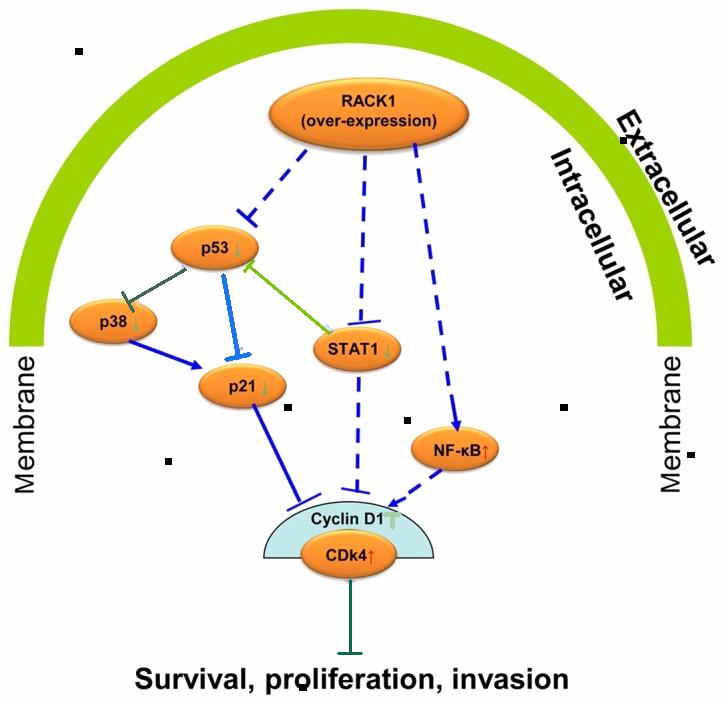 RACK1
(over-expression)
Extracellular
Intracellular
p53↓
p38↓
STAT1↓
p21↓
Membrane
Membrane
NF-κB↑
Cyclin D1
CDk4↑
Survival, proliferation, invasion